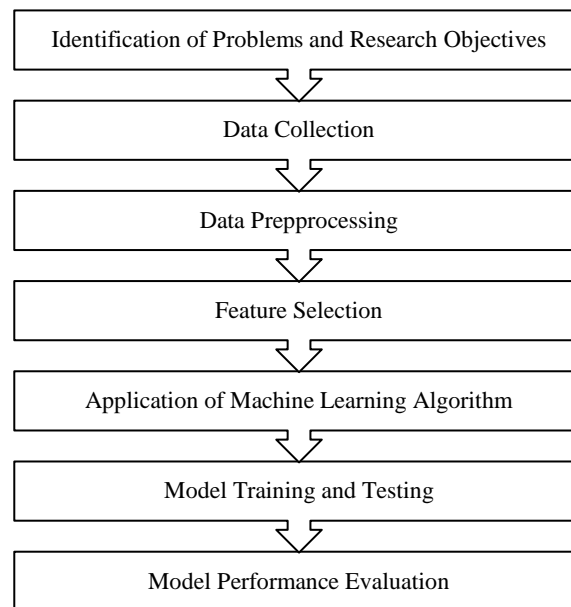 Identification of Problems and Research Objectives
Data Collection
Data Prepprocessing
Feature Selection
Application of Machine Learning Algorithm
Model Training and Testing
Model Performance Evaluation